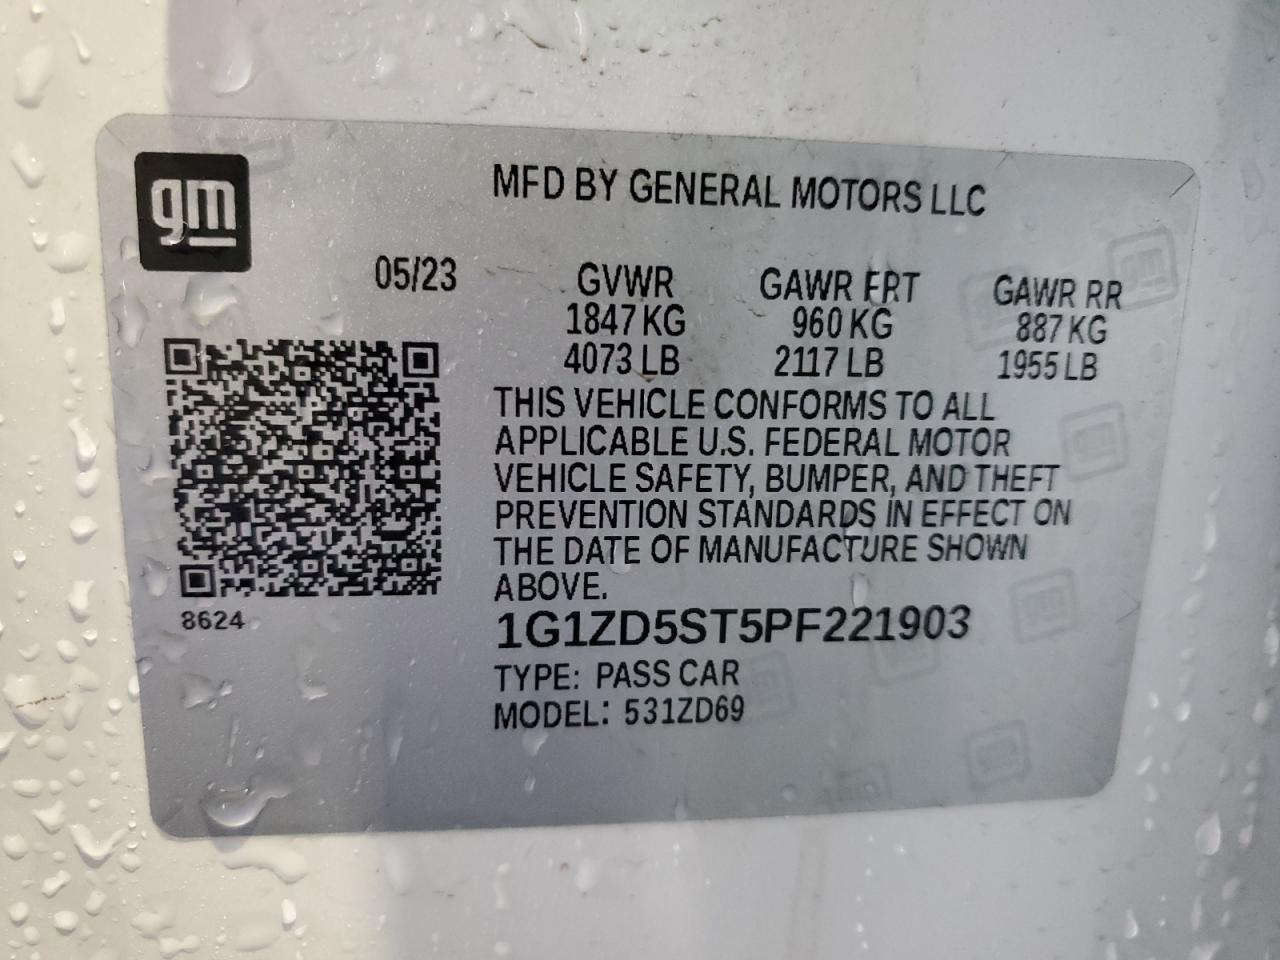 gm
MFD BY GENERAL MOTORS LLC
05/23 GVWR GAWR FRT GAWR RR
1847 KG 960 KG 887 KG
4073 LB 2117 LB 1955 LB
THIS VEHICLE CONFORMS TO ALL
APPLICABLE U.S. FEDERAL MOTOR
VEHICLE SAFETY, BUMPER, AND THEFT
PREVENTION STANDARDS IN EFFECT ON
THE DATE OF MANUFACTURE SHOWN
ABOVE.
8624
1G1ZD5ST5PF221903
TYPE: PASS CAR
MODEL: 531ZD69